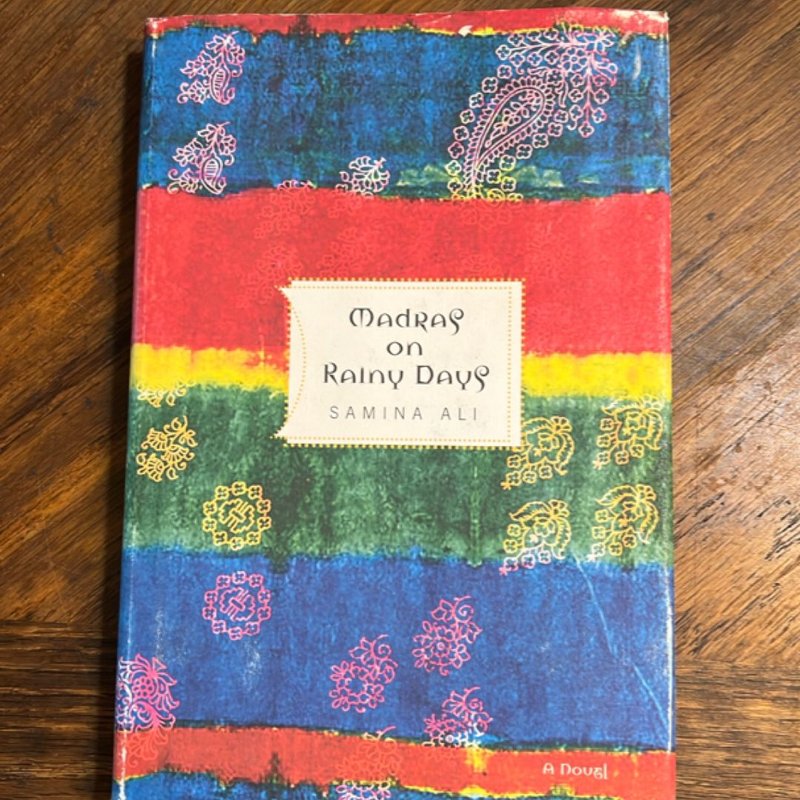 Madras
on
Rainy Days
SAMINA ALI
A Novel